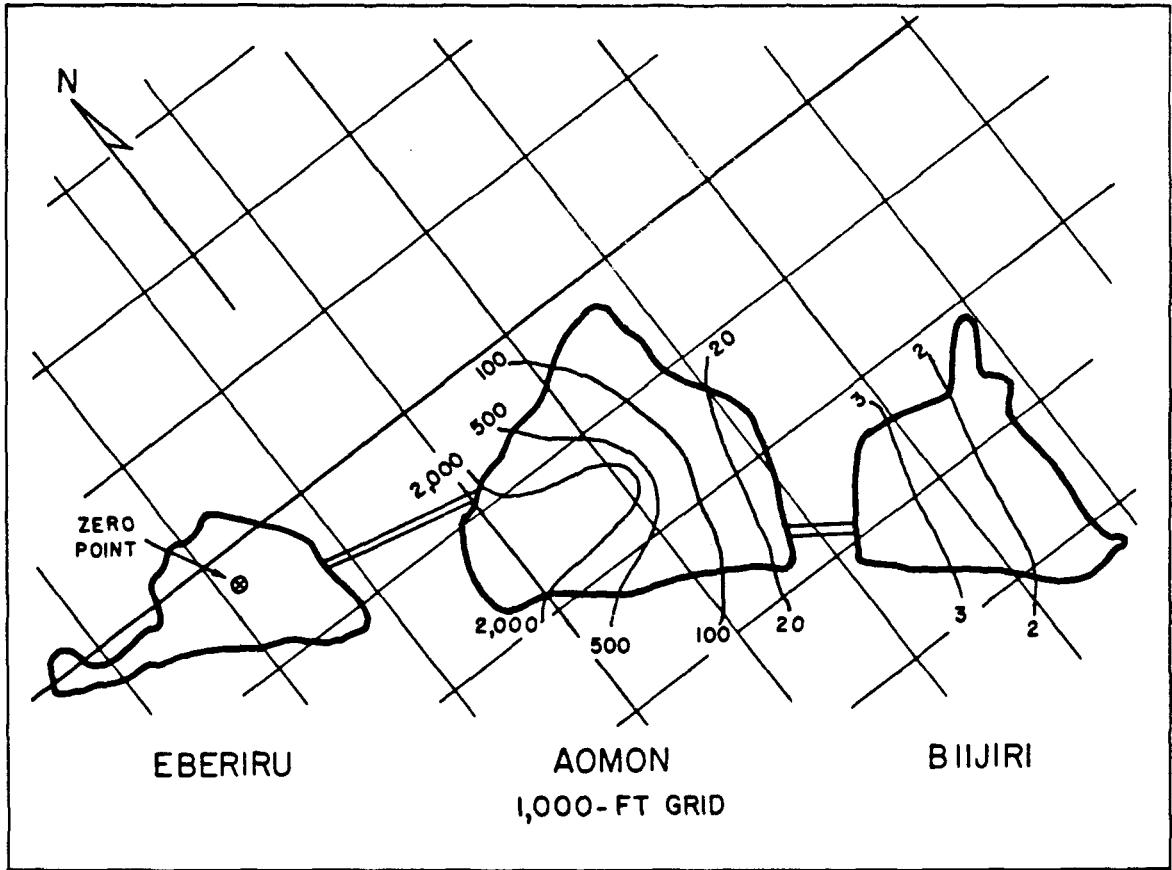 N
100
20
2
3
500
2,000
ZERO
POINT
2,000
500
100
20
3
2
EBERIRU
AOMON
BIIJIRI
1,000-FT GRID